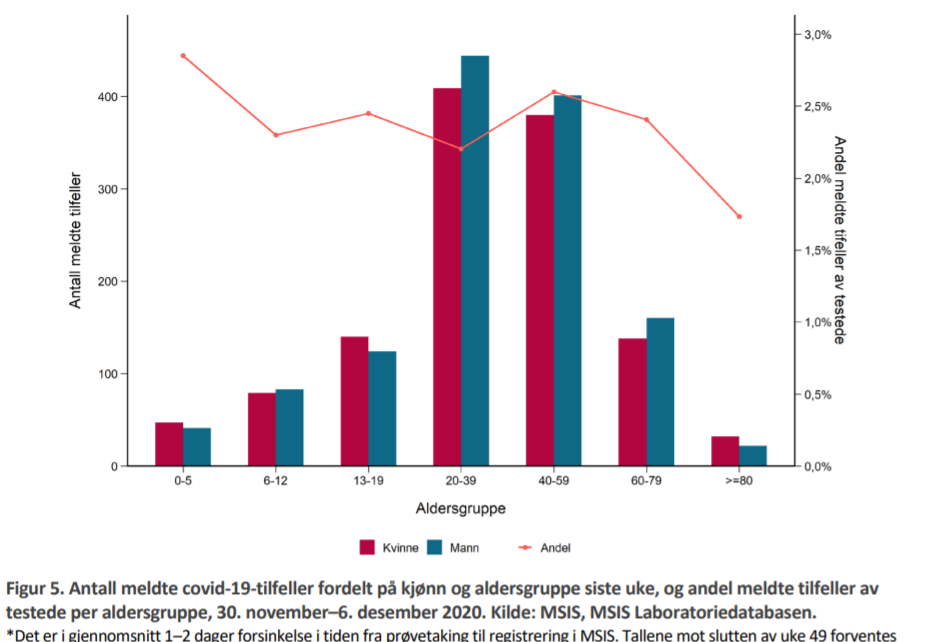 Antall meldte tilfeller
400
300
200
100
0
3,0%
2,5%
2,0%
1,5%
1,0%
0,5%
0,0%
Andel meldte tifeller av testede
0-5 6-12 13-19 20-39 40-59 60-79 >=80
Aldersgruppe
Kvinne Mann Andel
Figur 5. Antall meldte covid-19-tilfeller fordelt på kjønn og aldersgruppe siste uke, og andel meldte tilfeller av
testede per aldersgruppe, 30. november–6. desember 2020. Kilde: MSIS, MSIS Laboratoriedatabasen.
*Det er i gjennomsnitt 1–2 dager forsinkelse i tiden fra prøvetaking til registrering i MSIS. Tallene mot slutten av uke 49 forventes